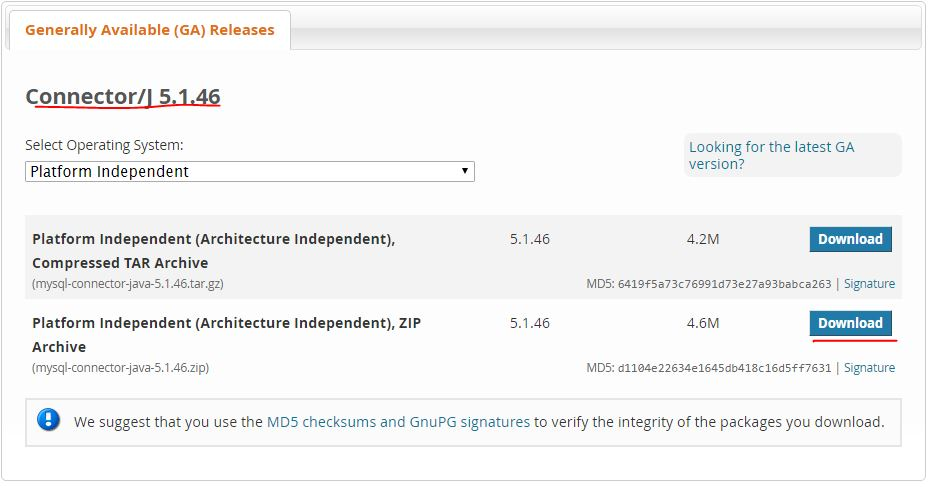 Generally Available (GA) Releases
Connector/J 5.1.46
Select Operating System:
Platform Independent
Looking for the latest GA
version?
Platform Independent (Architecture Independent),
Compressed TAR Archive
5.1.46
4.2M
Download
(mysql-connector-java-5.1.46.tar.gz)
MD5: 6419f5a73c76991d73e27a93babca263 | Signature
Platform Independent (Architecture Independent), ZIP
Archive
5.1.46
4.6M
Download
(mysql-connector-java-5.1.46.zip)
MD5: d1104e22634e1645db418c16d5ff7631 | Signature
We suggest that you use the MD5 checksums and GnuPG signatures to verify the integrity of the packages you download.